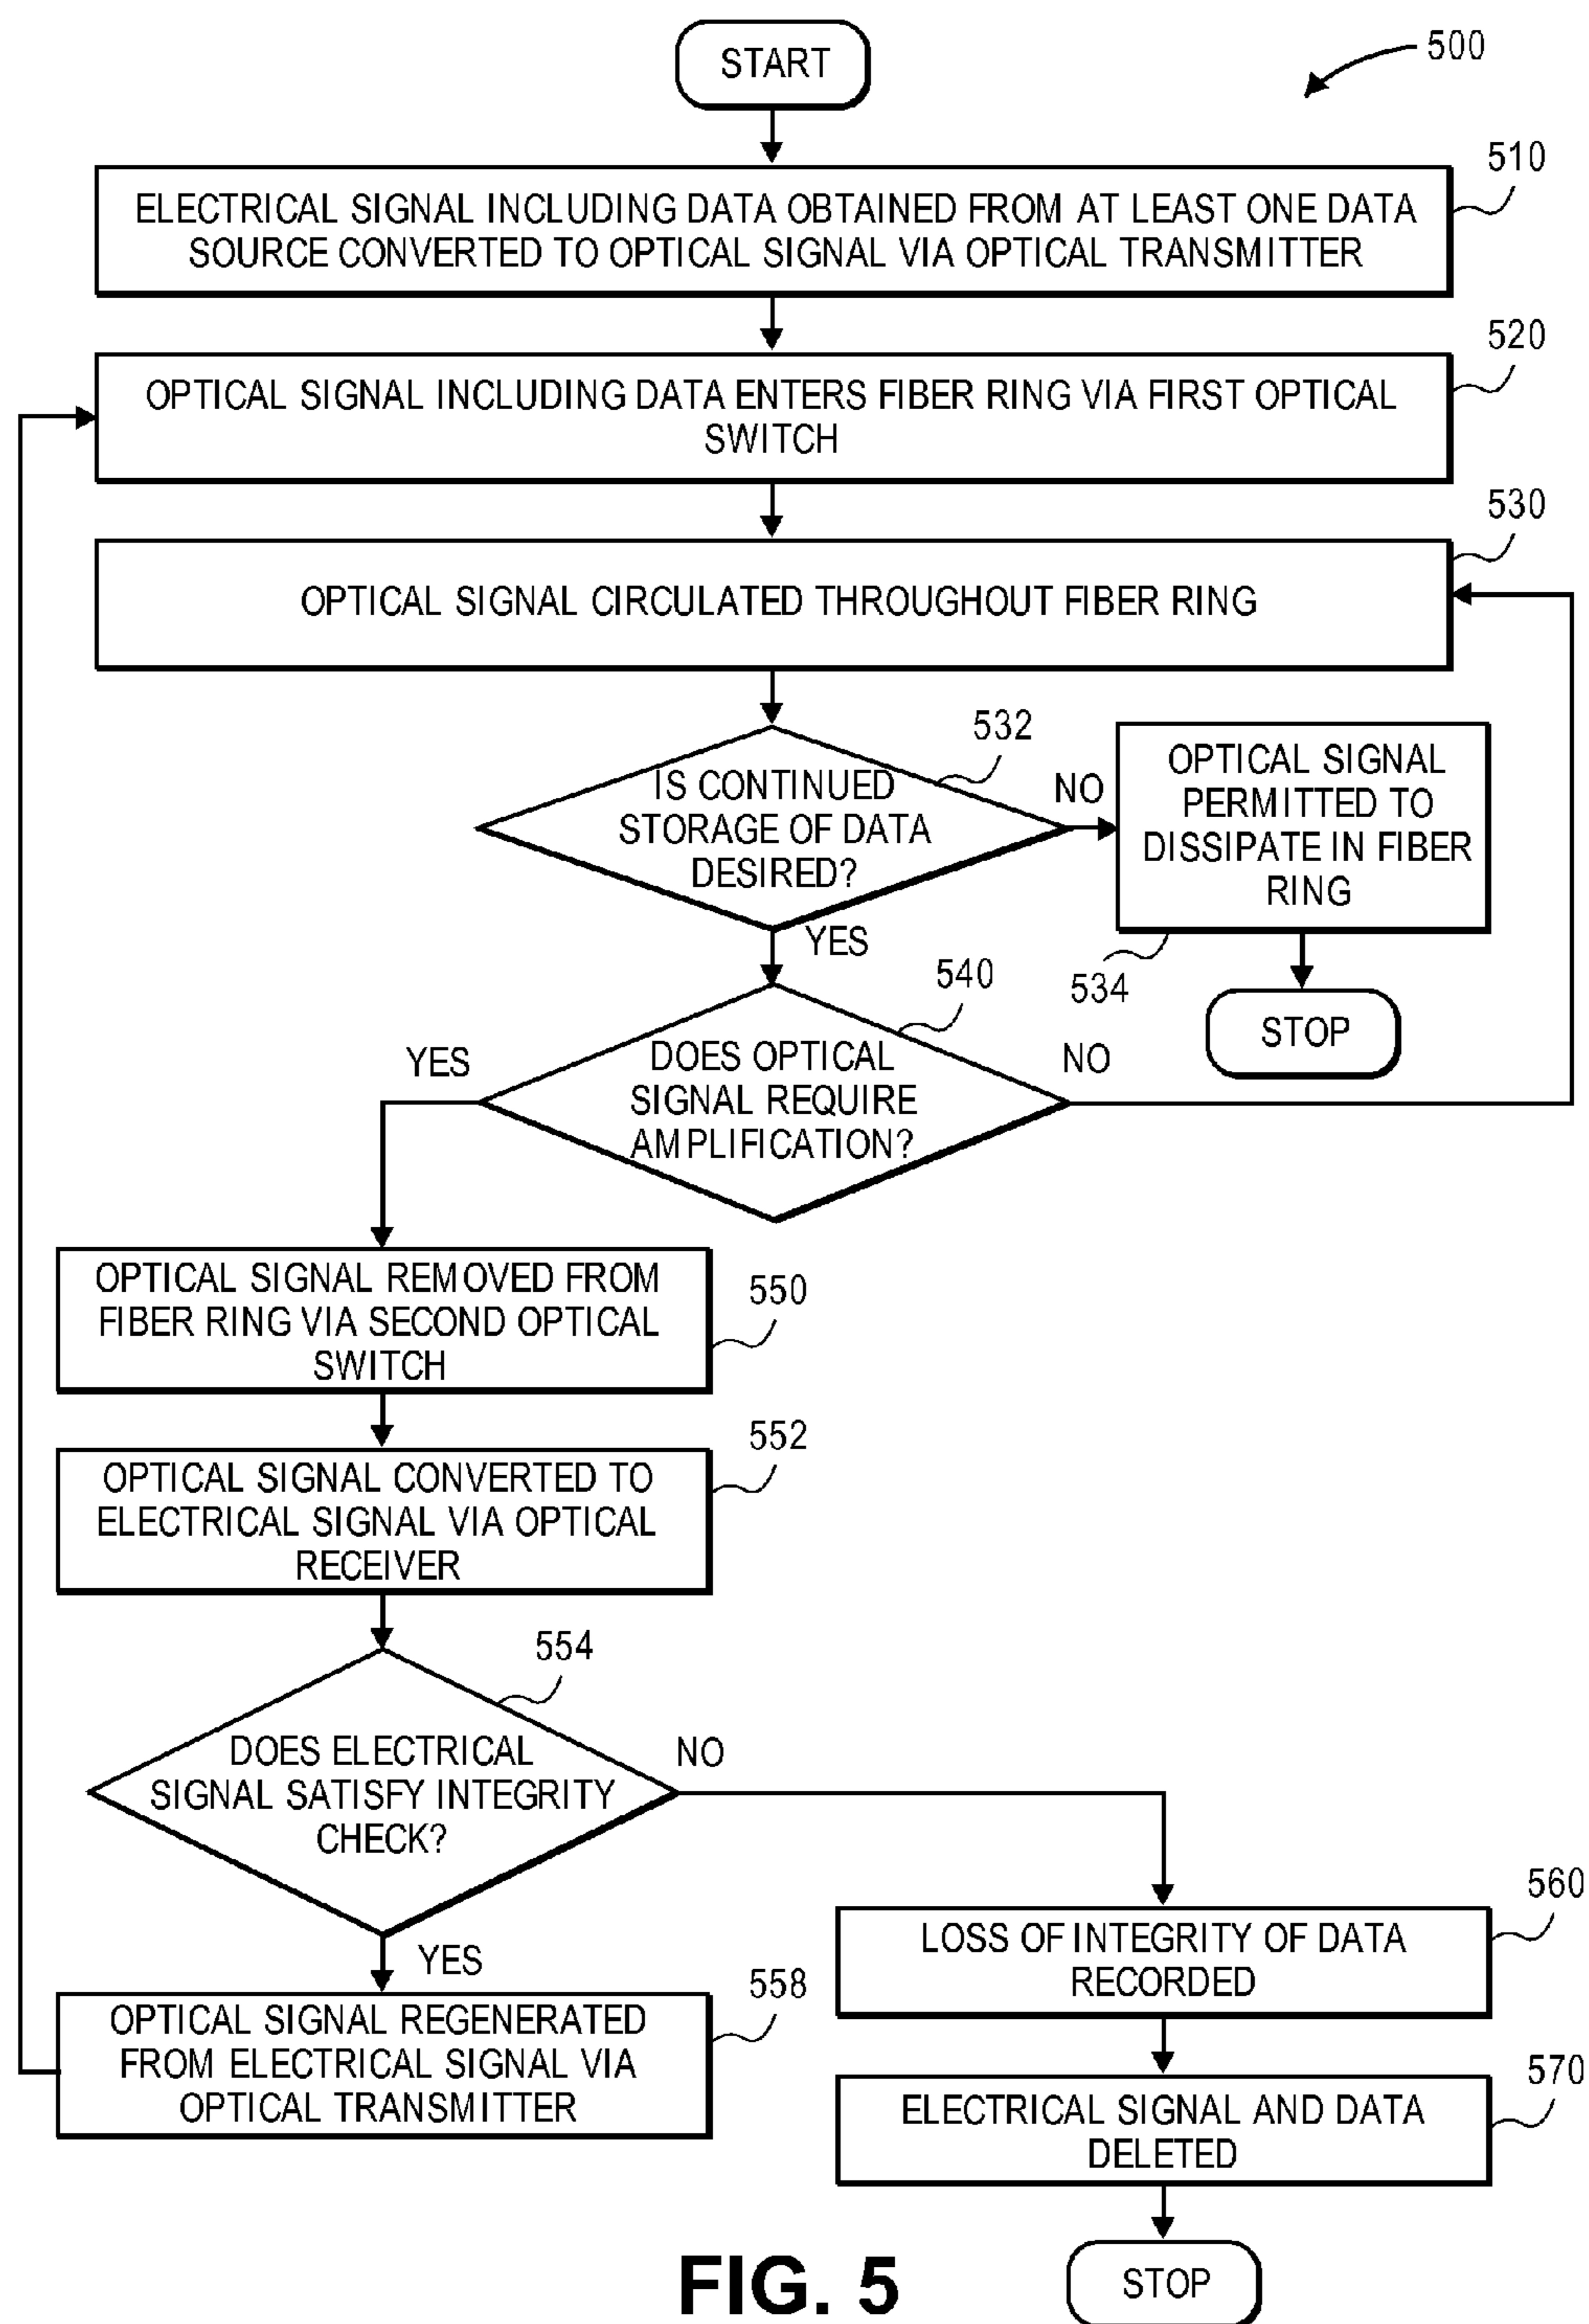 START
500
510
ELECTRICAL SIGNAL INCLUDING DATA OBTAINED FROM AT LEAST ONE DATA
SOURCE CONVERTED TO OPTICAL SIGNAL VIA OPTICAL TRANSMITTER
520
OPTICAL SIGNAL INCLUDING DATA ENTERS FIBER RING VIA FIRST OPTICAL
SWITCH
530
OPTICAL SIGNAL CIRCULATED THROUGHOUT FIBER RING
532
IS CONTINUED
STORAGE OF DATA
DESIRED?
NO
OPTICAL SIGNAL
PERMITTED TO
DISSIPATE IN FIBER
RING
534
STOP
YES
540
DOES OPTICAL
SIGNAL REQUIRE
AMPLIFICATION?
YES
NO
OPTICAL SIGNAL REMOVED FROM
FIBER RING VIA SECOND OPTICAL
SWITCH
550
552
OPTICAL SIGNAL CONVERTED TO
ELECTRICAL SIGNAL VIA OPTICAL
RECEIVER
554
DOES ELECTRICAL
SIGNAL SATISFY INTEGRITY
CHECK?
NO
YES
558
OPTICAL SIGNAL REGENERATED
FROM ELECTRICAL SIGNAL VIA
OPTICAL TRANSMITTER
560
LOSS OF INTEGRITY OF DATA
RECORDED
570
ELECTRICAL SIGNAL AND DATA
DELETED
STOP
FIG. 5